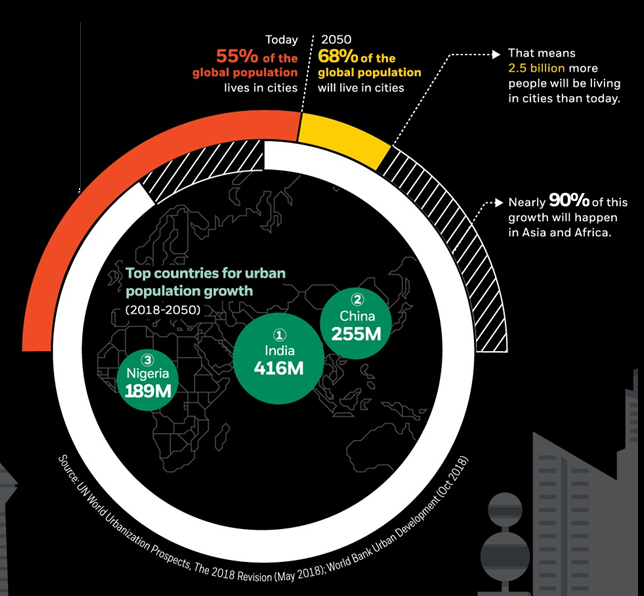 Today
55% of the
global population
lives in cities
2050
68% of the
global population
will live in cities
That means
2.5 billion more
people will be living
in cities than today.
Nearly 90% of this
growth will happen
in Asia and Africa.
Top countries for urban
population growth
(2018-2050)
1
India
416M
2
China
255M
3
Nigeria
189M
Source: UN World Urbanization Prospects, The 2018 Revision (May 2018); World Bank Urban Development (Oct 2018)